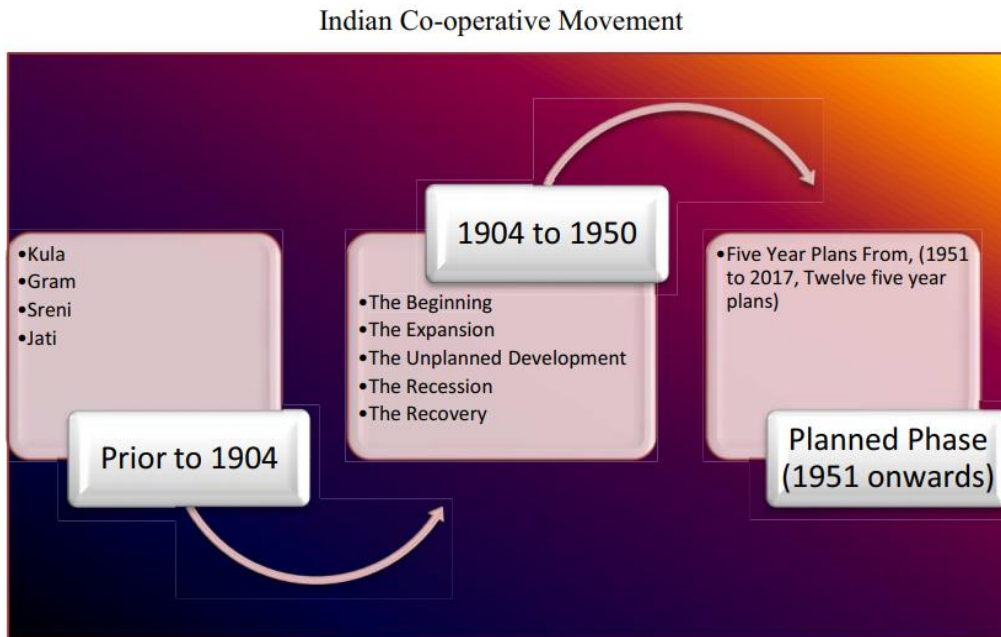 Indian Co-operative Movement
•Kula
•Gram
•Sreni
•Jati
Prior to 1904
1904 to 1950
•The Beginning
•The Expansion
•The Unplanned Development
•The Recession
•The Recovery
•Five Year Plans From, (1951
to 2017, Twelve five year
plans)
Planned Phase
(1951 onwards)